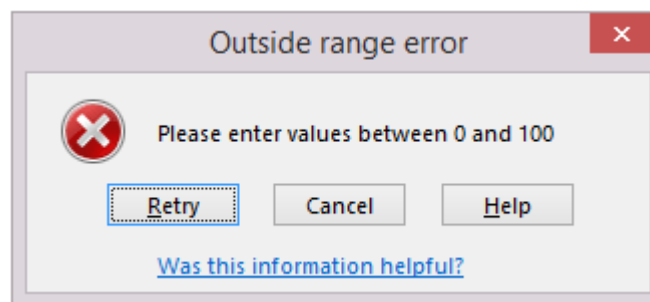 Outside range error
Please enter values between 0 and 100
Retry Cancel Help
Was this information helpful?